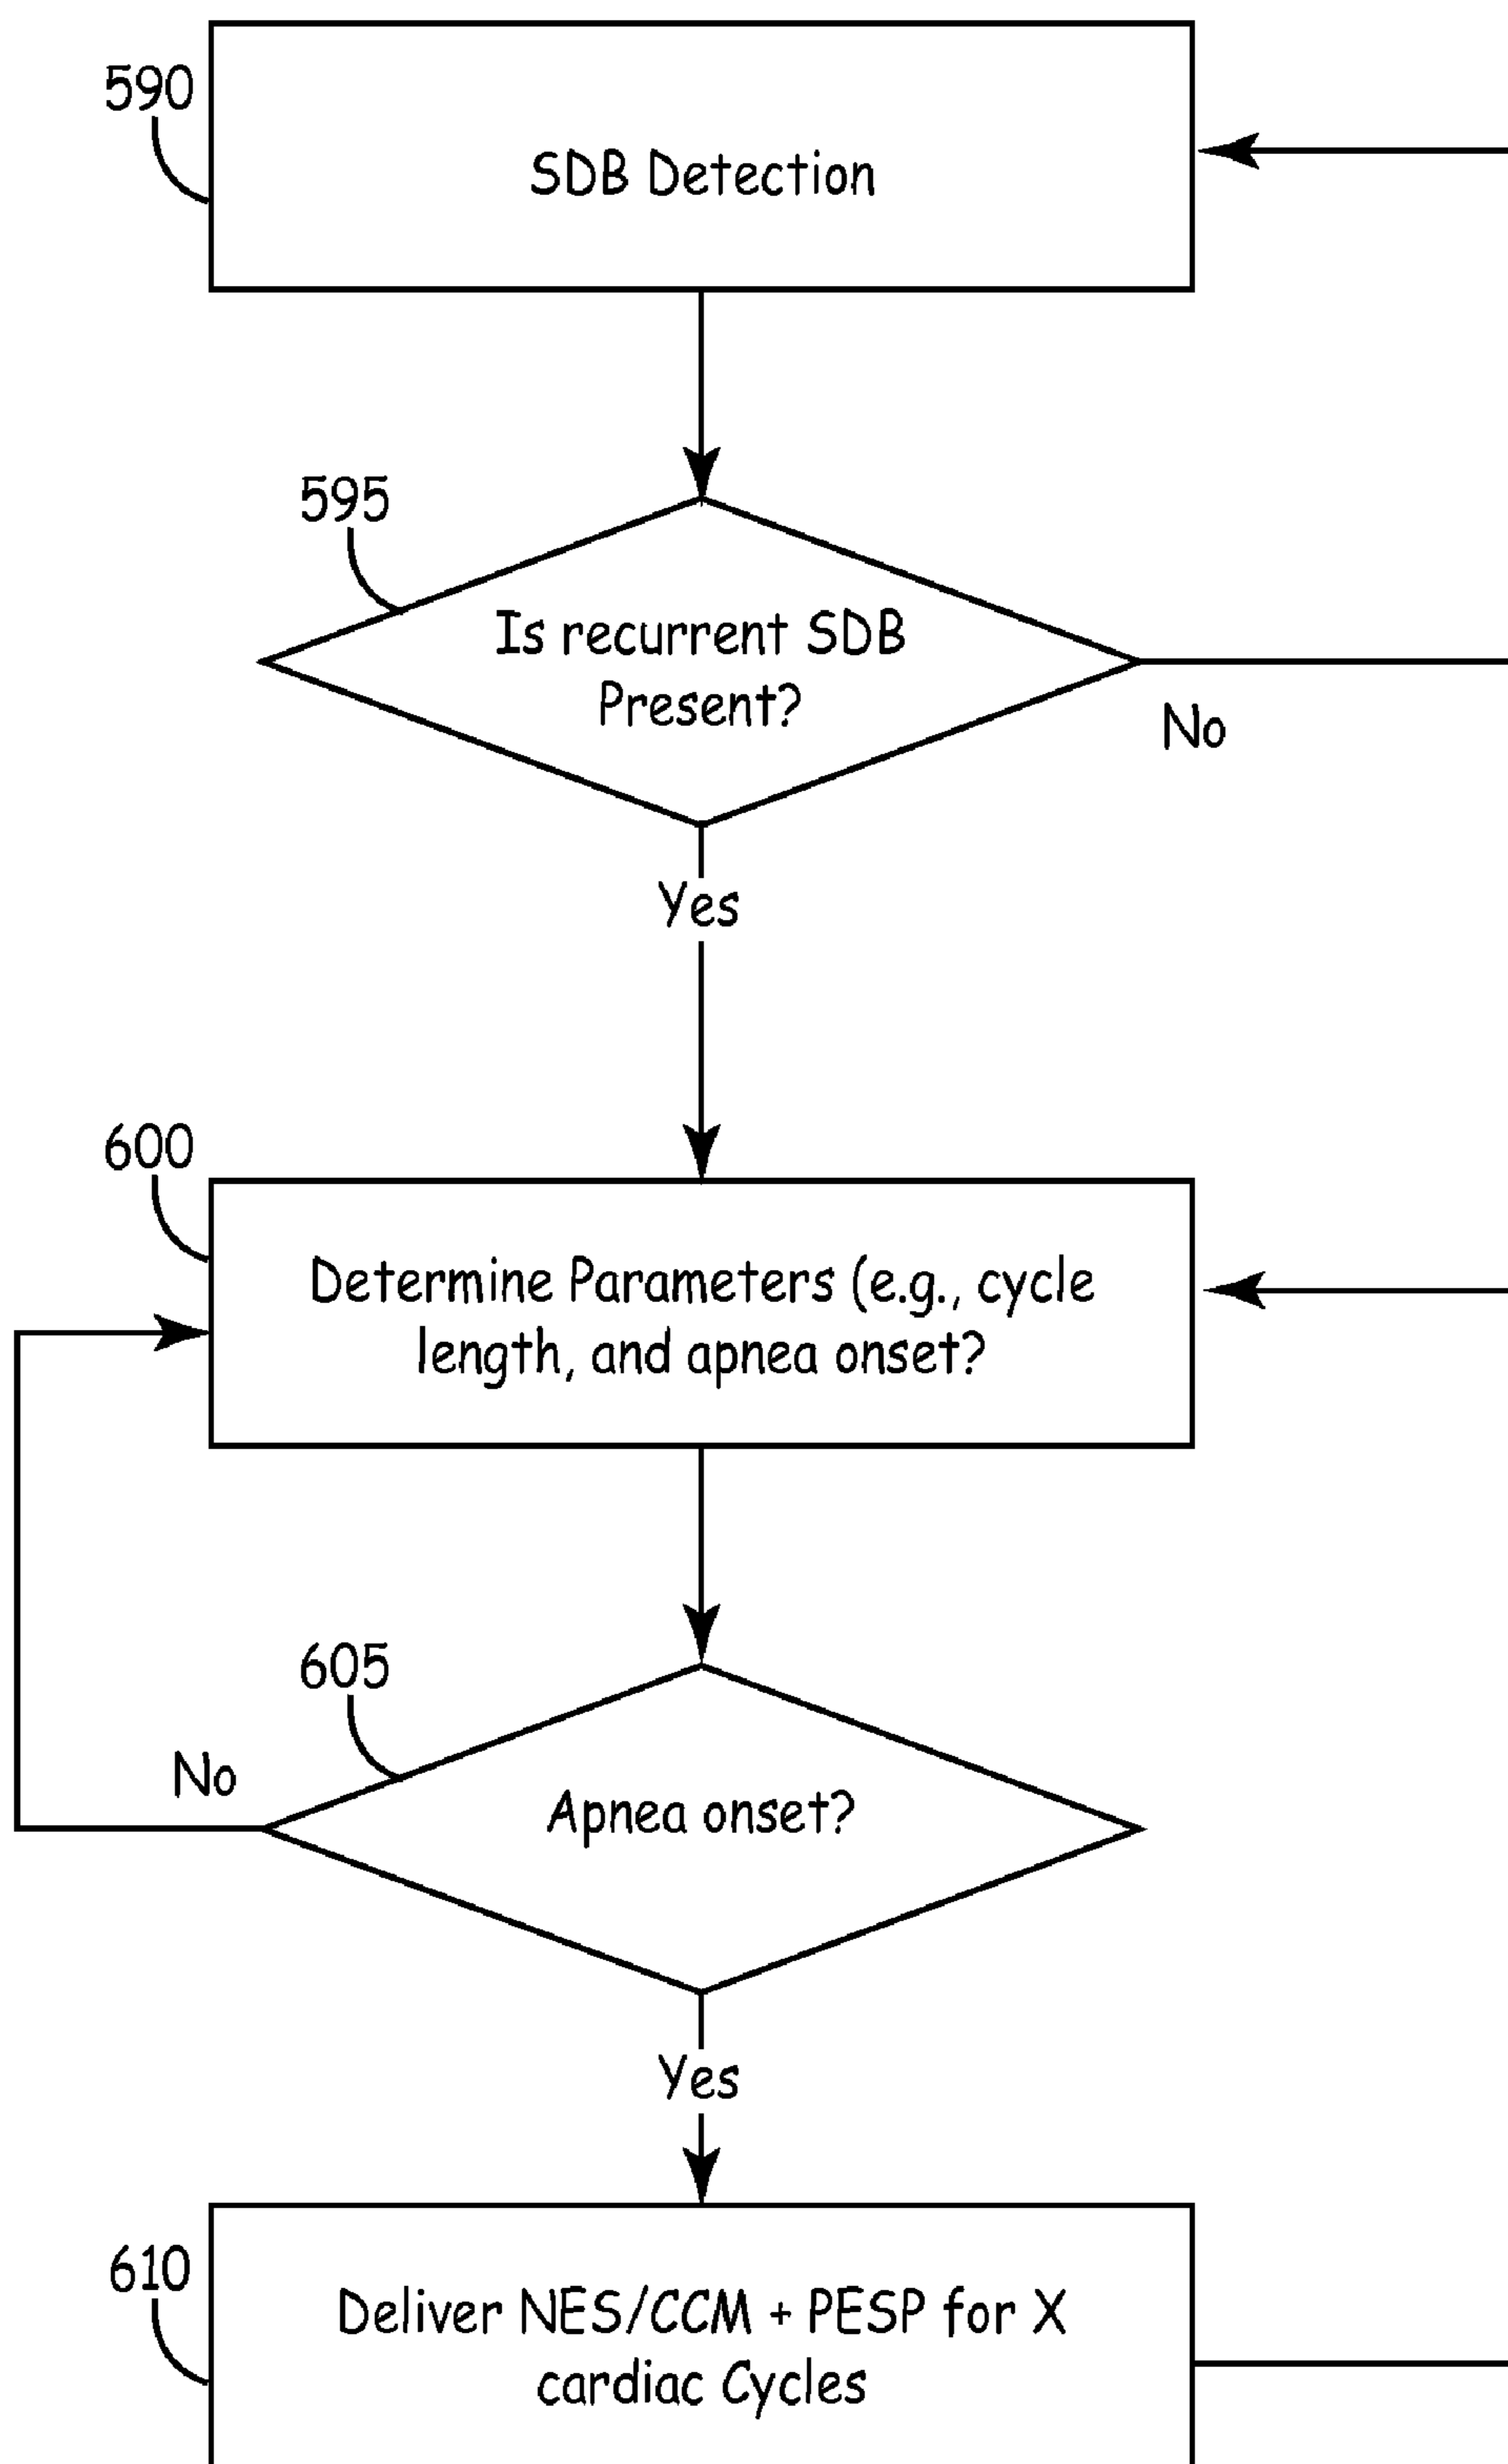 590
SDB Detection
595
Is recurrent SDB
Present?
No
Yes
600
Determine Parameters (e.g., cycle
length, and apnea onset?
605
Apnea onset?
No
Yes
610
Deliver NES/CCM + PESP for X
cardiac Cycles